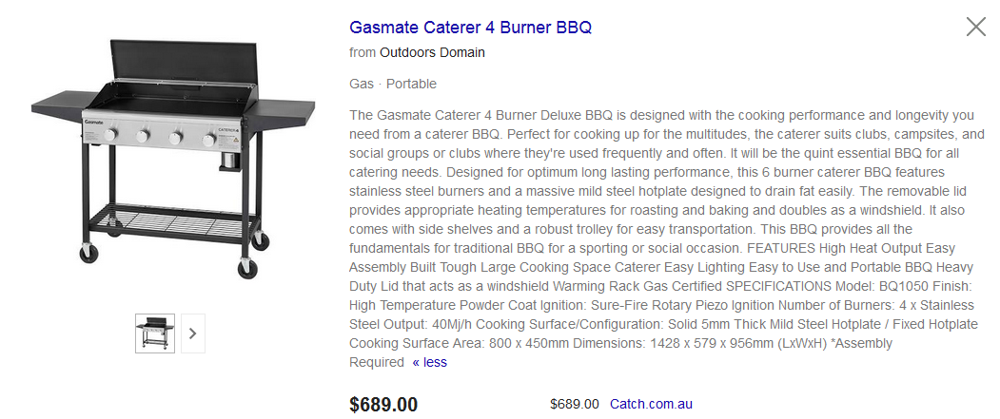 Gasmate Caterer 4 Burner BBQ
from Outdoors Domain
Gas · Portable
The Gasmate Caterer 4 Burner Deluxe BBQ is designed with the cooking performance and longevity you
need from a caterer BBQ. Perfect for cooking up for the multitudes, the caterer suits clubs, campsites, and
social groups or clubs where they're used frequently and often. It will be the quint essential BBQ for all
catering needs. Designed for optimum long lasting performance, this 6 burner caterer BBQ features
stainless steel burners and a massive mild steel hotplate designed to drain fat easily. The removable lid
provides appropriate heating temperatures for roasting and baking and doubles as a windshield. It also
comes with side shelves and a robust trolley for easy transportation. This BBQ provides all the
fundamentals for traditional BBQ for a sporting or social occasion. FEATURES High Heat Output Easy
Assembly Built Tough Large Cooking Space Caterer Easy Lighting Easy to Use and Portable BBQ Heavy
Duty Lid that acts as a windshield Warming Rack Gas Certified SPECIFICATIONS Model: BQ1050 Finish:
High Temperature Powder Coat Ignition: Sure-Fire Rotary Piezo Ignition Number of Burners: 4 x Stainless
Steel Output: 40Mj/h Cooking Surface/Configuration: Solid 5mm Thick Mild Steel Hotplate / Fixed Hotplate
Cooking Surface Area: 800 x 450mm Dimensions: 1428 x 579 x 956mm (LxWxH) *Assembly
Required « less
$689.00 $689.00 Catch.com.au
Gasmate
CATERER 4